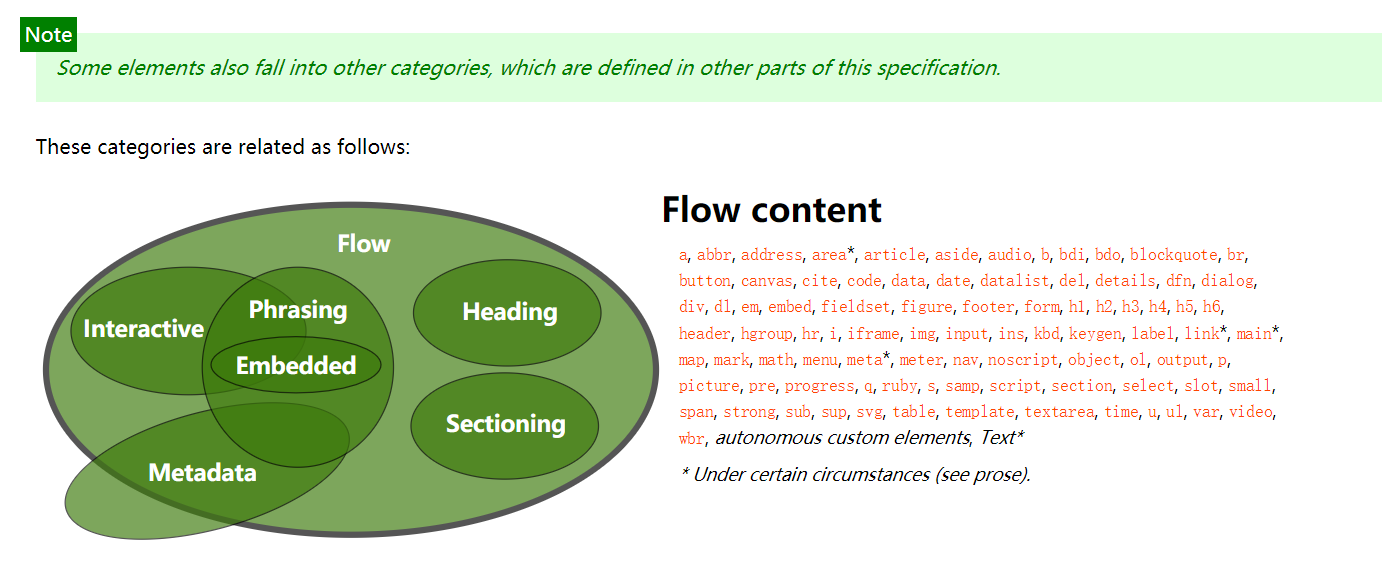 Note
Some elements also fall into other categories, which are defined in other parts of this specification.
These categories are related as follows:
Flow
Phrasing
Interactive
Embedded
Heading
Sectioning
Metadata
Flow content
a, abbr, address, area*, article, aside, audio, b, bdi, bdo, blockquote, br,
button, canvas, cite, code, data, date, datalist, del, details, dfn, dialog,
div, dl, em, embed, fieldset, figure, footer, form, h1, h2, h3, h4, h5, h6,
header, hgroup, hr, i, iframe, img, input, ins, kbd, keygen, label, link*, main*,
map, mark, math, menu, meta*, meter, nav, noscript, object, ol, output, p,
picture, pre, progress, q, ruby, s, samp, script, section, select, slot, small,
span, strong, sub, sup, svg, table, template, textarea, time, u, ul, var, video,
wbr, autonomous custom elements, Text*
* Under certain circumstances (see prose).